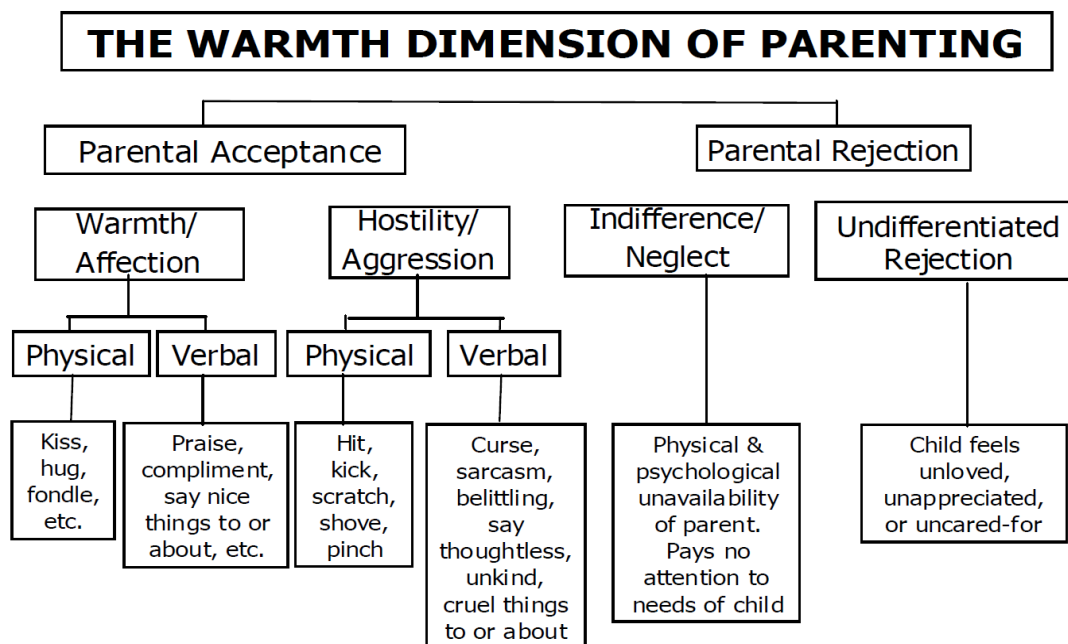 THE WARMTH DIMENSION OF PARENTING
Parental Acceptance
Parental Rejection
Warmth/
Affection
Hostility/
Aggression
Indifference/
Neglect
Undifferentiated
Rejection
Physical
Verbal
Physical
Verbal
Kiss,
hug,
fondle,
etc.
Praise,
compliment,
say nice
things to or
about, etc.
Hit,
kick,
scratch,
shove,
pinch
Curse,
sarcasm,
belittling,
say
thoughtless,
unkind,
cruel things
to or about
Physical &
psychological
unavailability
of parent.
Pays no
attention to
needs of child
Child feels
unloved,
unappreciated,
or uncared-for